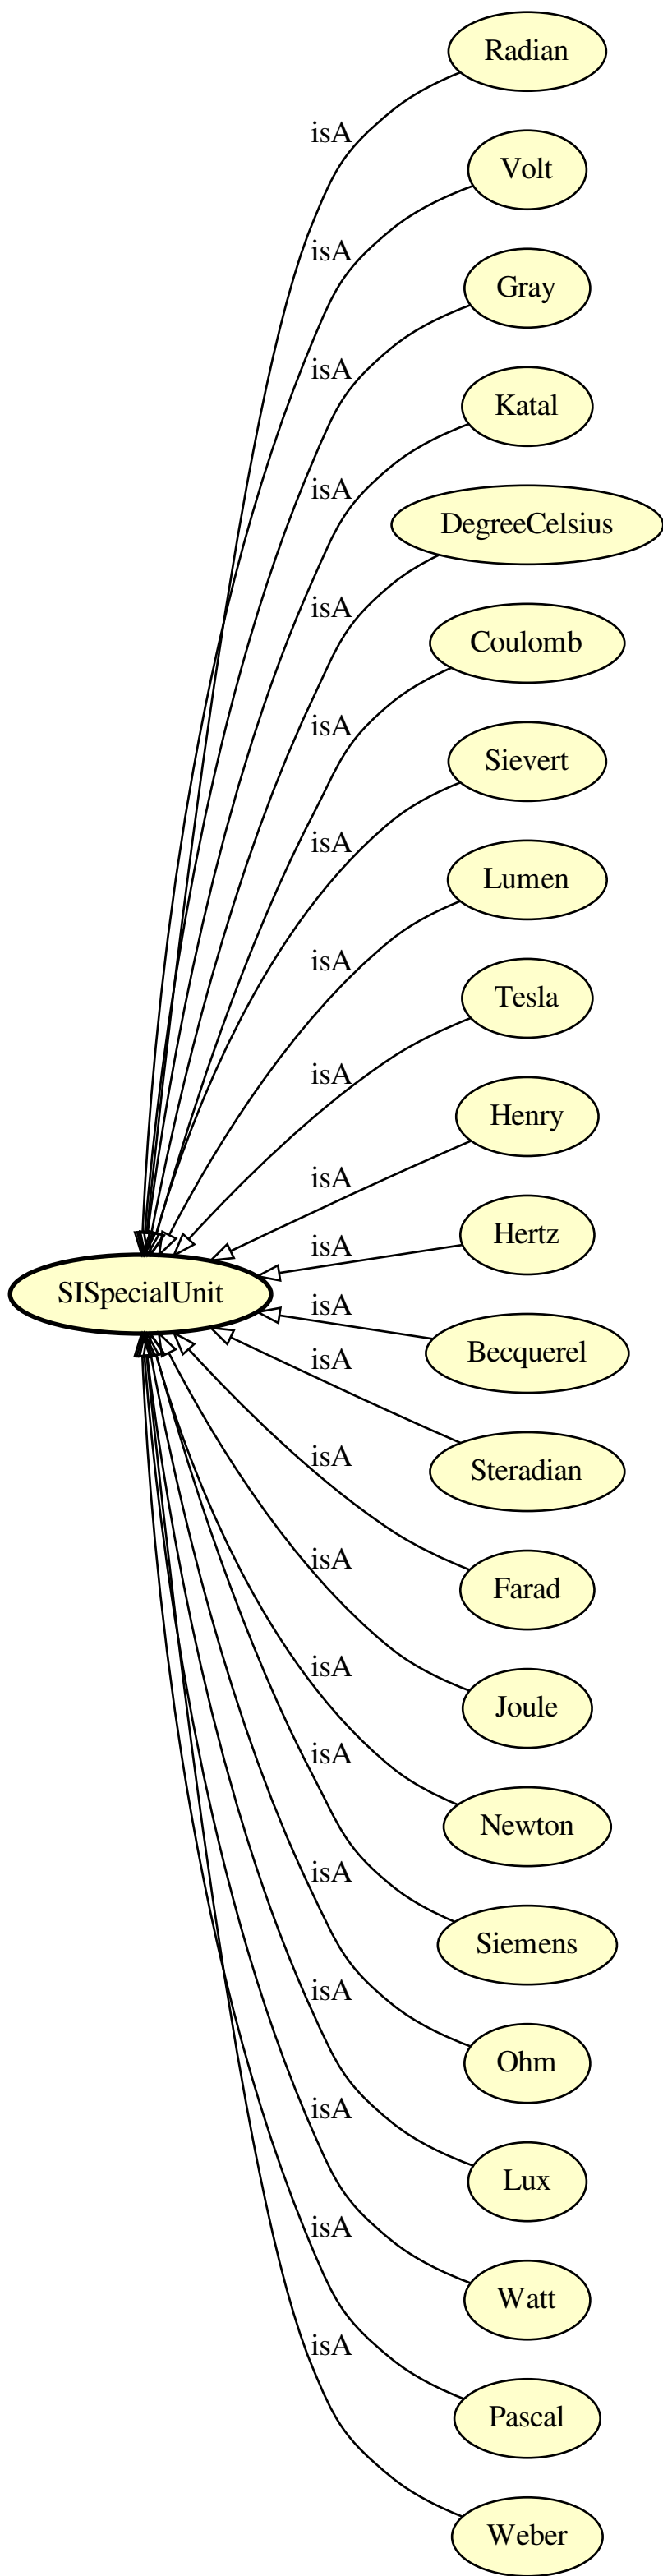 Radian
isA
Volt
isA
Gray
isA
Katal
isA
DegreeCelsius
isA
Coulomb
isA
Sievert
isA
Lumen
isA
Tesla
isA
Henry
isA
Hertz
isA
SISpecialUnit
isA
Becquerel
isA
Steradian
isA
Farad
isA
Joule
isA
Newton
isA
Siemens
isA
Ohm
isA
Lux
isA
Watt
isA
Pascal
isA
Weber